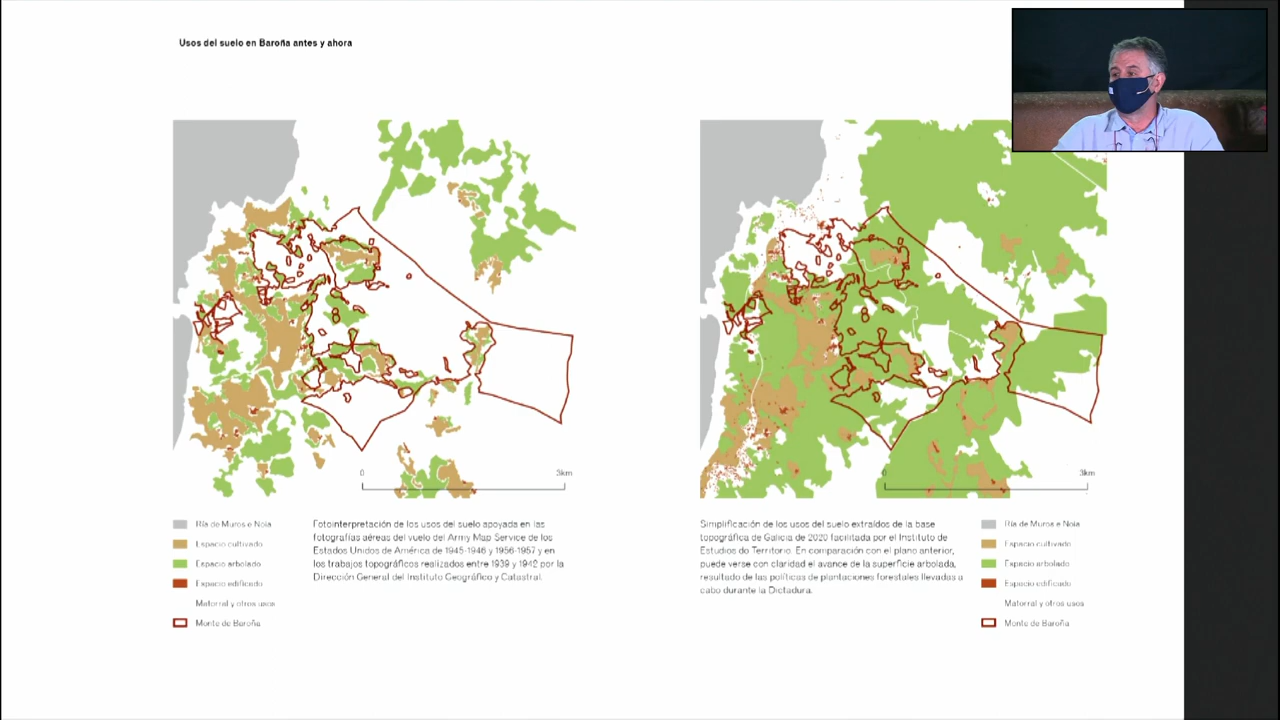 Usos del suelo en Baroña antes y ahora
0
3km
0
3km
Ría de Muros e Noia
Espacio cultivado
Espacio arbolado
Espacio edificado
Matorral y otros usos
Monte de Baroña
Fotointerpretación de los usos del suelo apoyada en las
fotografías aéreas del vuelo del Army Map Service de los
Estados Unidos de América de 1945-1946 y 1956-1957 y en
los trabajos topográficos realizados entre 1939 y 1942 por la
Dirección General del Instituto Geográfico y Catastral.
Simplificación de los usos del suelo extraídos de la base
topográfica de Galicia de 2020 facilitada por el Instituto de
Estudios do Territorio. En comparación con el plano anterior,
puede verse con claridad el avance de la superficie arbolada,
resultado de las políticas de plantaciones forestales llevadas a
cabo durante la Dictadura.
Ría de Muros e Noia
Espacio cultivado
Espacio arbolado
Espacio edificado
Matorral y otros usos
Monte de Baroña